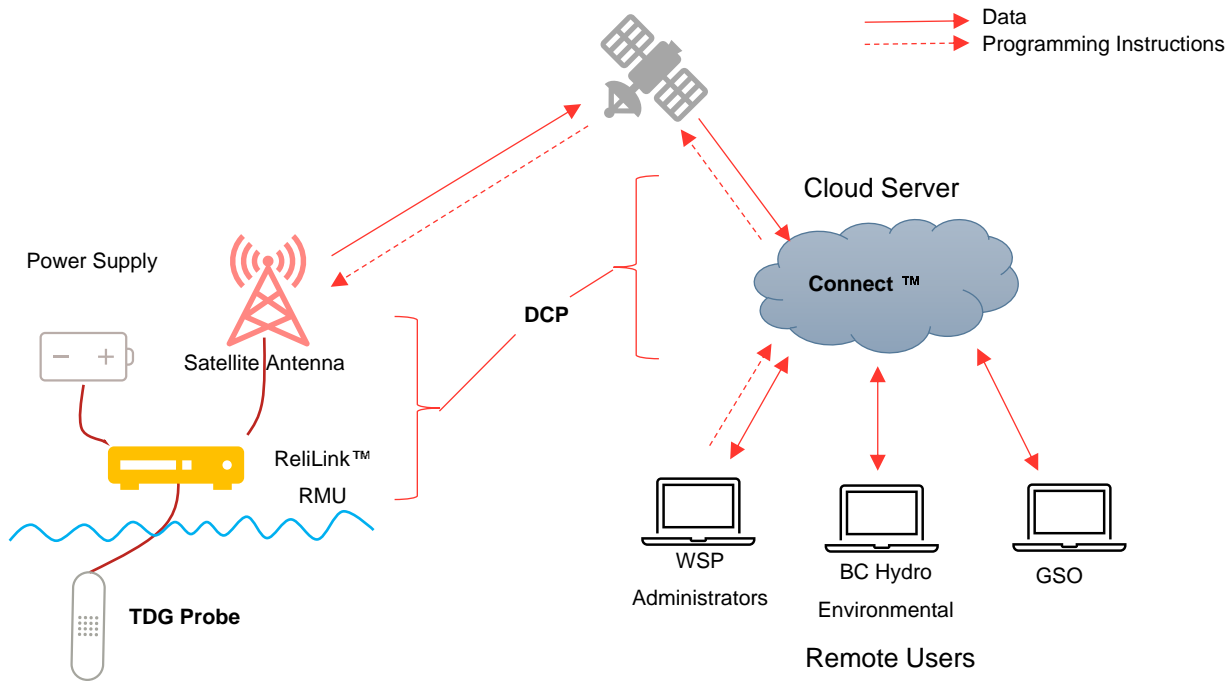 Data
Programming Instructions
Cloud Server
Power Supply
Connect ™
DCP
Satellite Antenna
ReliLink™
RMU
WSP
Administrators
BC Hydro
Environmental
GSO
TDG Probe
Remote Users